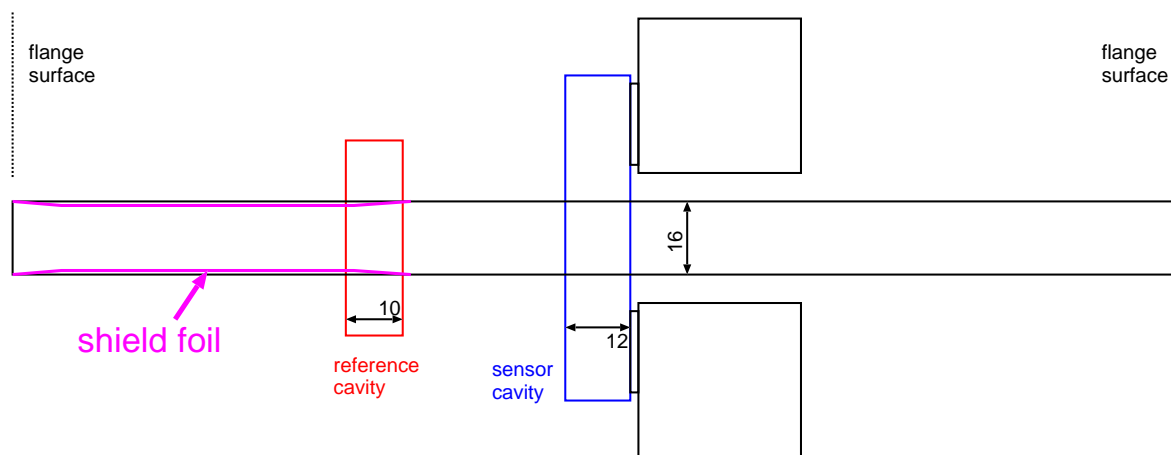 flange
surface
flange
surface
16
10
12
shield foil
reference
cavity
sensor
cavity